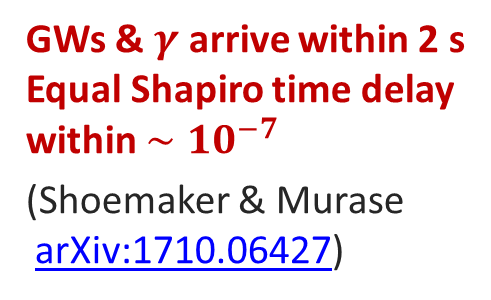 GWs & 𝜸 arrive within 2 s
Equal Shapiro time delay
within ~ 10⁻⁷
(Shoemaker & Murase
arXiv:1710.06427)